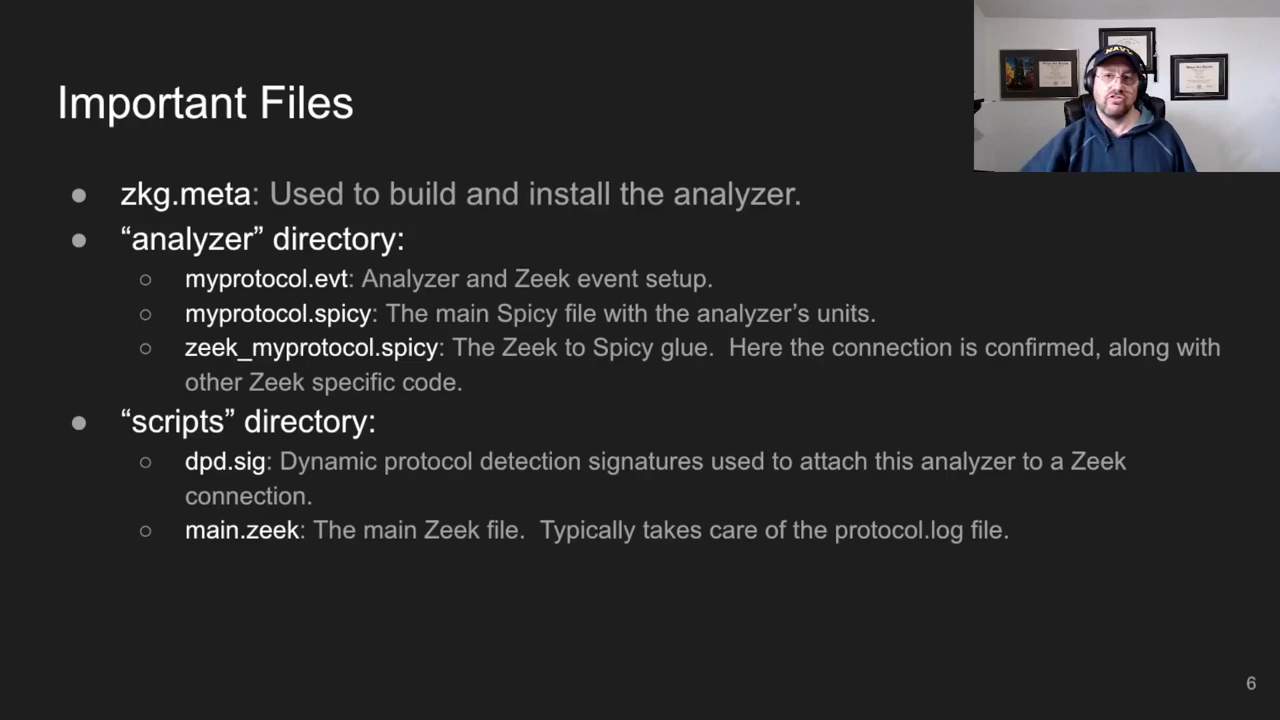 Important Files
● zkg.meta: Used to build and install the analyzer.
● “analyzer” directory:
○ myprotocol.evt: Analyzer and Zeek event setup.
○ myprotocol.spicy: The main Spicy file with the analyzer’s units.
○ zeek_myprotocol.spicy: The Zeek to Spicy glue.  Here the connection is confirmed, along with
other Zeek specific code.
● “scripts” directory:
○ dpd.sig: Dynamic protocol detection signatures used to attach this analyzer to a Zeek
connection.
○ main.zeek: The main Zeek file.  Typically takes care of the protocol.log file.
NAVY
6